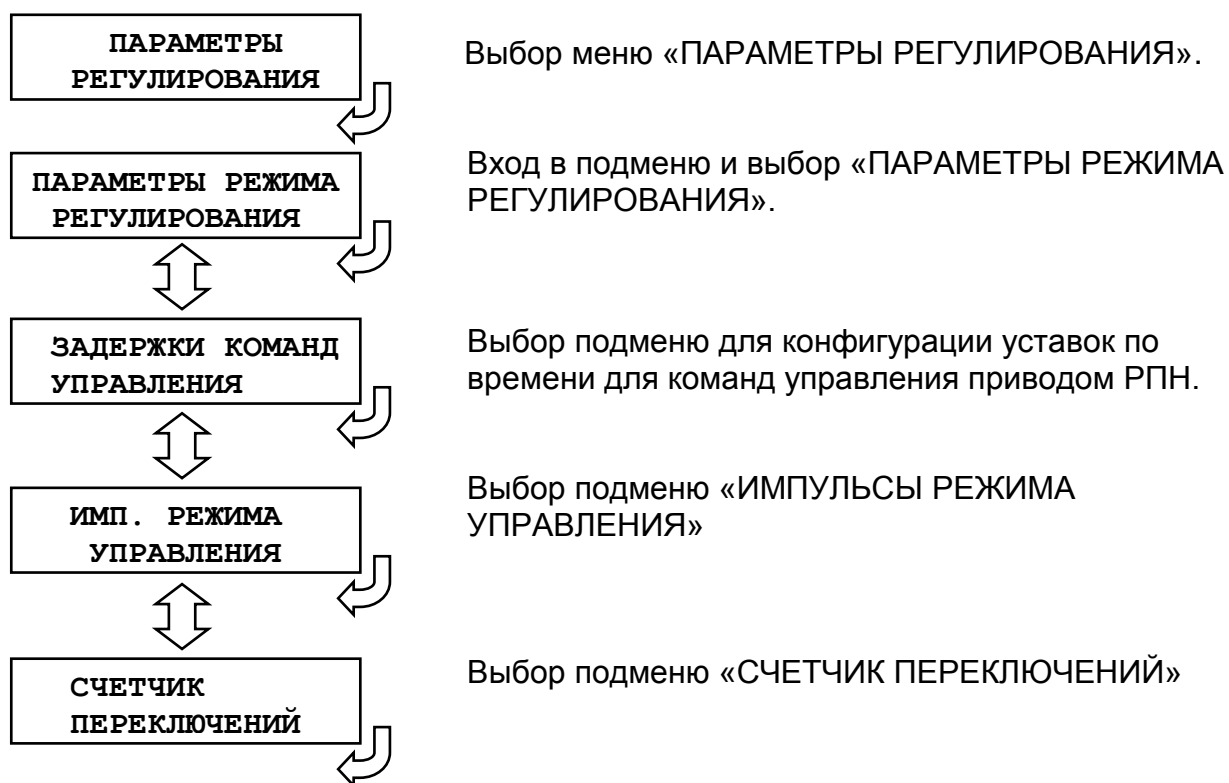 ПАРАМЕТРЫ
РЕГУЛИРОВАНИЯ
Выбор меню «ПАРАМЕТРЫ РЕГУЛИРОВАНИЯ».
ПАРАМЕТРЫ РЕЖИМА
РЕГУЛИРОВАНИЯ
Вход в подменю и выбор «ПАРАМЕТРЫ РЕЖИМА
РЕГУЛИРОВАНИЯ».
ЗАДЕРЖКИ КОМАНД
УПРАВЛЕНИЯ
Выбор подменю для конфигурации уставок по
времени для команд управления приводом РПН.
ИМП. РЕЖИМА
УПРАВЛЕНИЯ
Выбор подменю «ИМПУЛЬСЫ РЕЖИМА
УПРАВЛЕНИЯ»
СЧЕТЧИК
ПЕРЕКЛЮЧЕНИЙ
Выбор подменю «СЧЕТЧИК ПЕРЕКЛЮЧЕНИЙ»